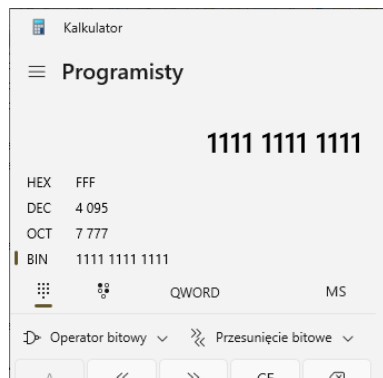 Kalkulator
Programisty
1111 1111 1111
HEX FFF
DEC 4 095
OCT 7 777
BIN 1111 1111 1111
QWORD MS
Operator bitowy Przesunięcie bitowe
A << >> CE